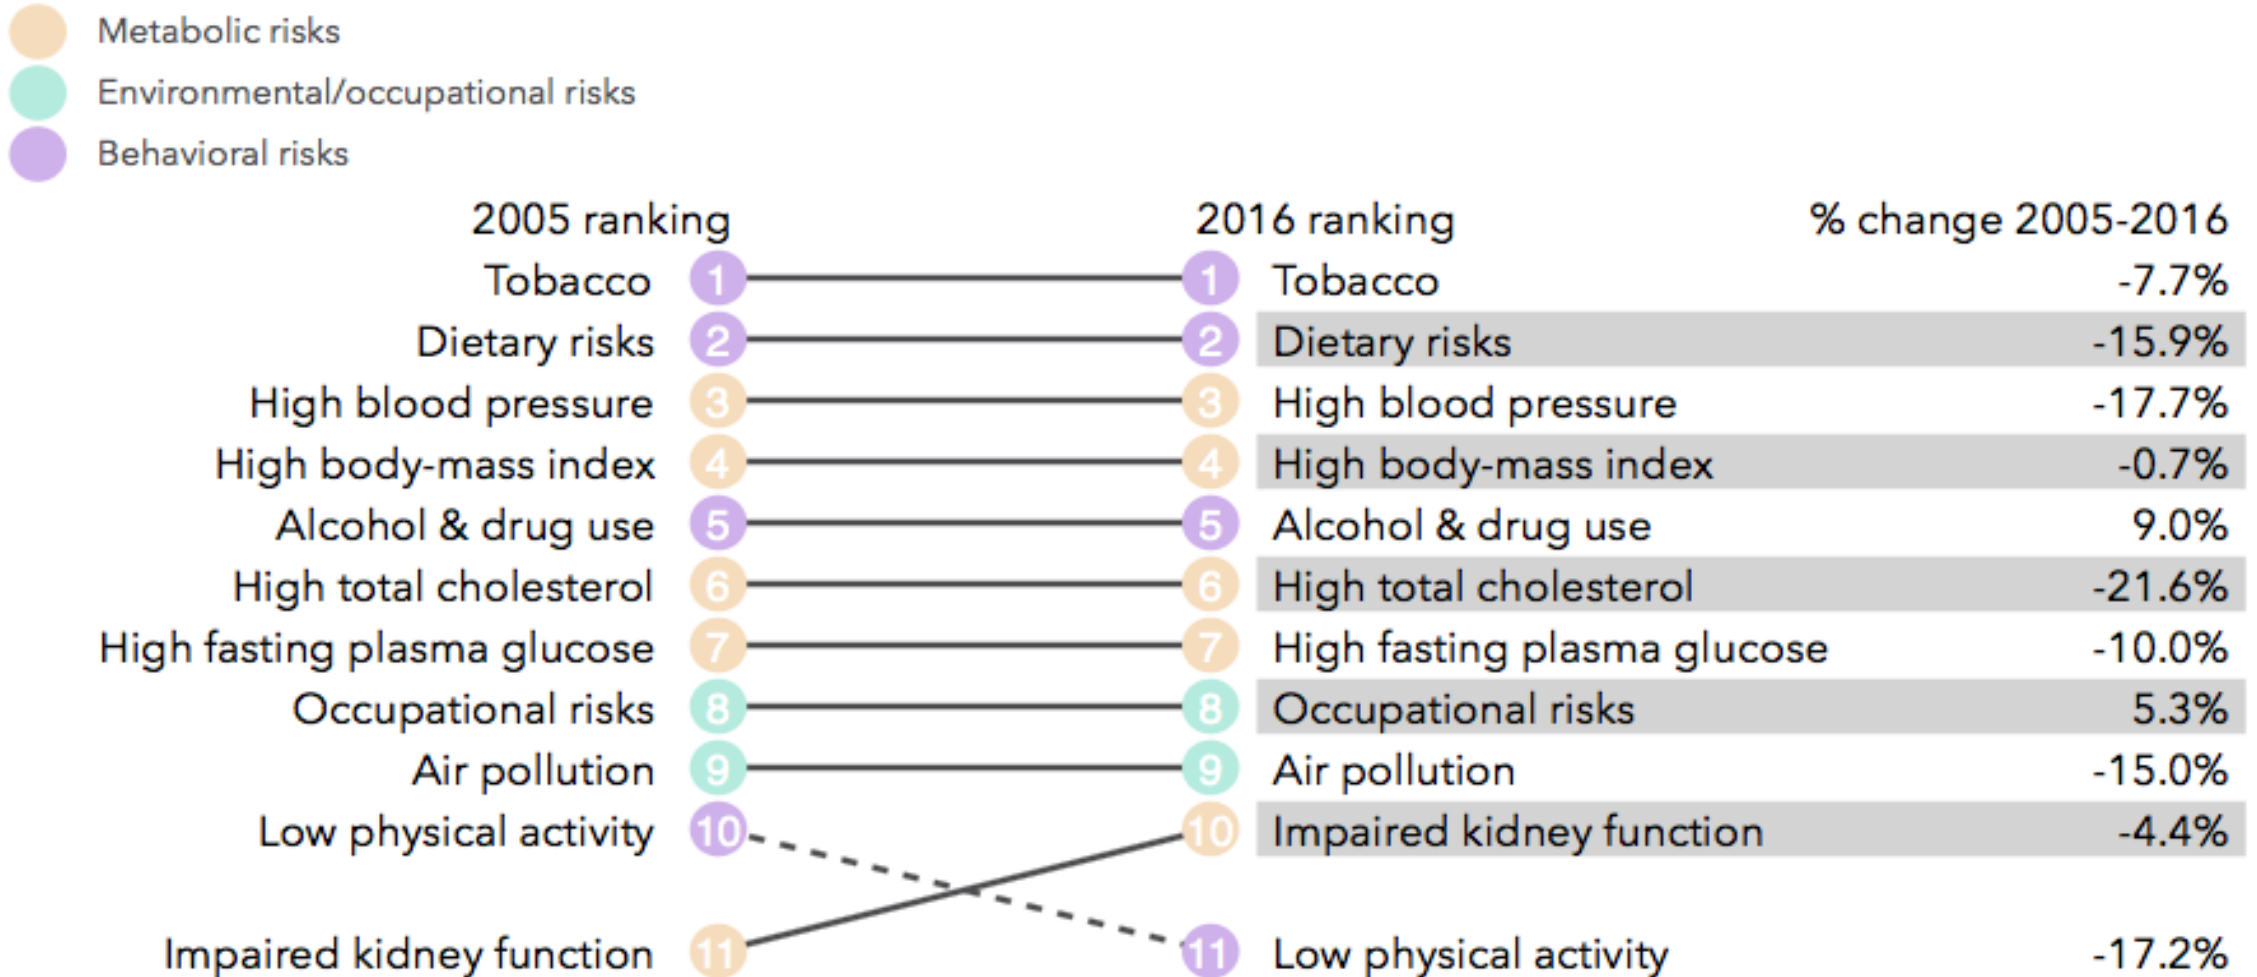 Metabolic risks
Environmental/occupational risks
Behavioral risks
2005 ranking 2016 ranking % change 2005-2016
Tobacco 1 1 Tobacco -7.7%
Dietary risks 2 2 Dietary risks -15.9%
High blood pressure 3 3 High blood pressure -17.7%
High body-mass index 4 4 High body-mass index -0.7%
Alcohol & drug use 5 5 Alcohol & drug use 9.0%
High total cholesterol 6 6 High total cholesterol -21.6%
High fasting plasma glucose 7 7 High fasting plasma glucose -10.0%
Occupational risks 8 8 Occupational risks 5.3%
Air pollution 9 9 Air pollution -15.0%
Low physical activity 10 10 Impaired kidney function -4.4%
Impaired kidney function 11 11 Low physical activity -17.2%